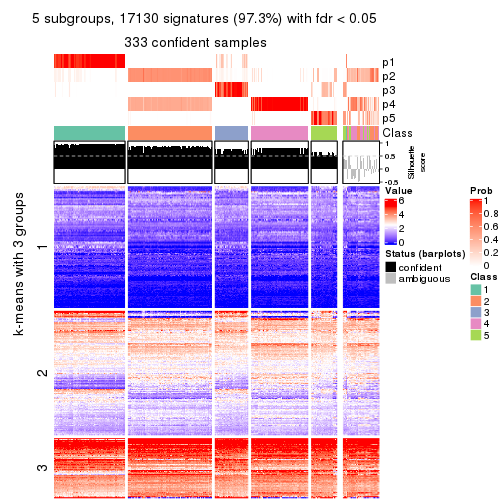 5 subgroups, 17130 signatures (97.3%) with fdr < 0.05
333 confident samples
p1
p2
p3
p4
p5
Class
1
0.5
0
-0.5
Silhouette
score
k-means with 3 groups
1
2
3
Value
6
4
2
0
Status (barplots)
confident
ambiguous
Prob
1
0.8
0.6
0.4
0.2
0
Class
1
2
3
4
5